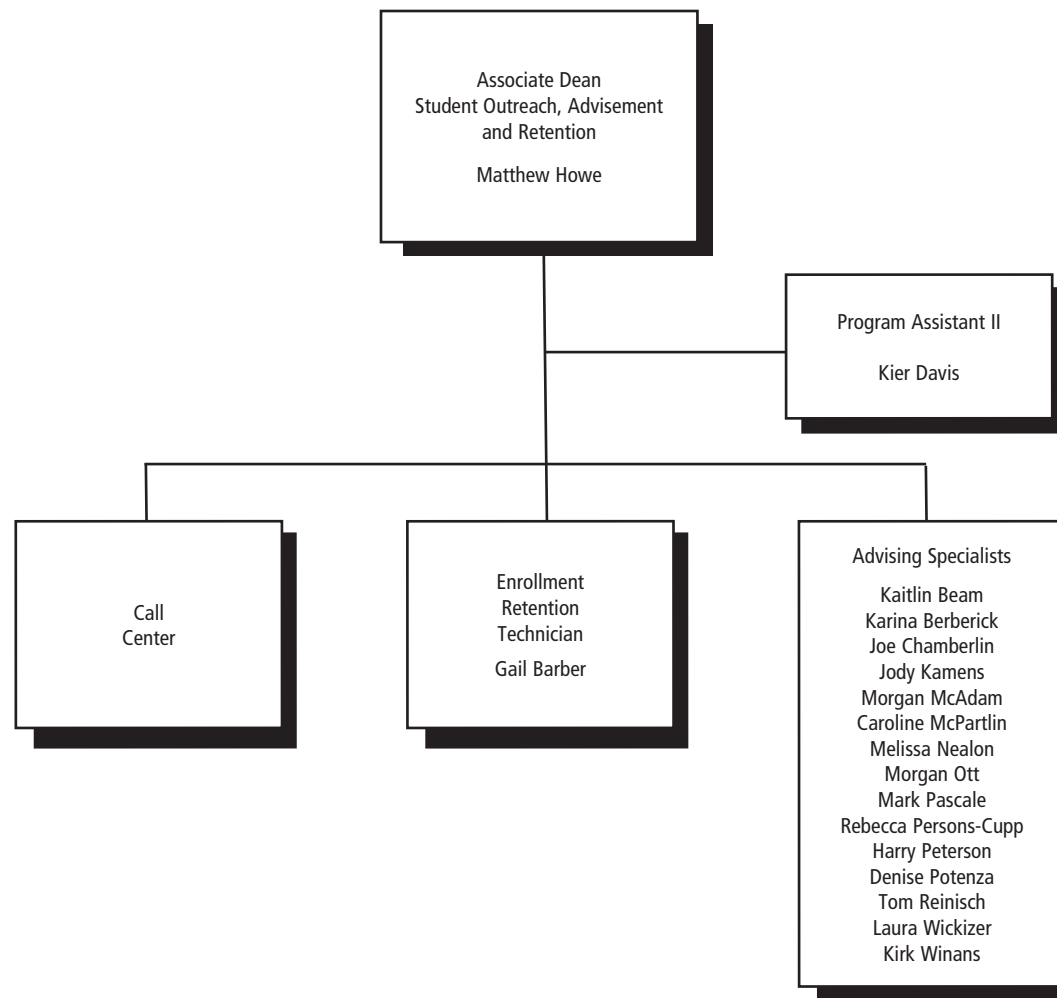 Associate Dean
Student Outreach, Advisement
and Retention
Matthew Howe
Program Assistant II
Kier Davis
Call
Center
Enrollment
Retention
Technician
Gail Barber
Advising Specialists
Kaitlin Beam
Karina Berberick
Joe Chamberlin
Jody Kamens
Morgan McAdam
Caroline McPartlin
Melissa Nealon
Morgan Ott
Mark Pascale
Rebecca Persons-Cupp
Harry Peterson
Denise Potenza
Tom Reinisch
Laura Wickizer
Kirk Winans